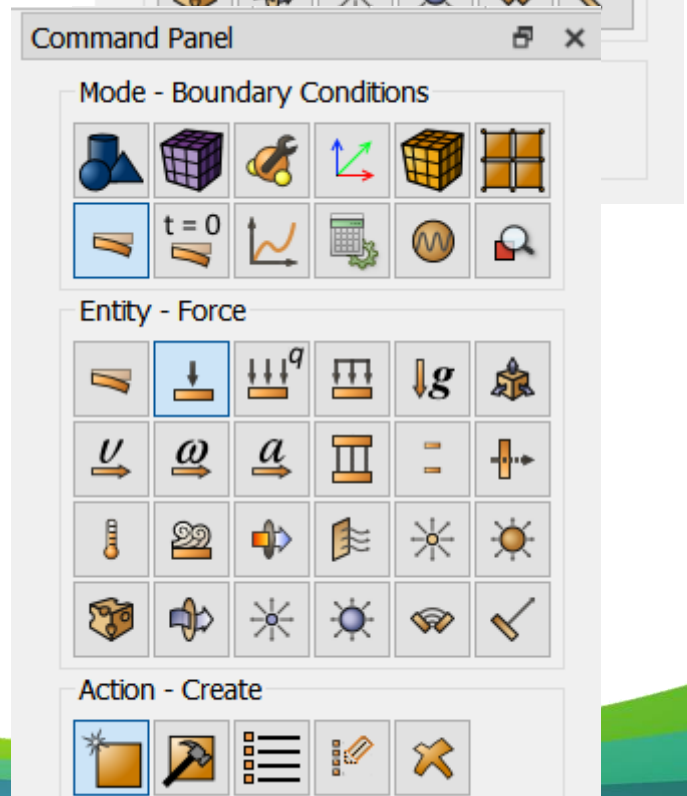 Command Panel
Mode - Boundary Conditions
t = 0
Entity - Force
q
g
v
ω
a
Action - Create